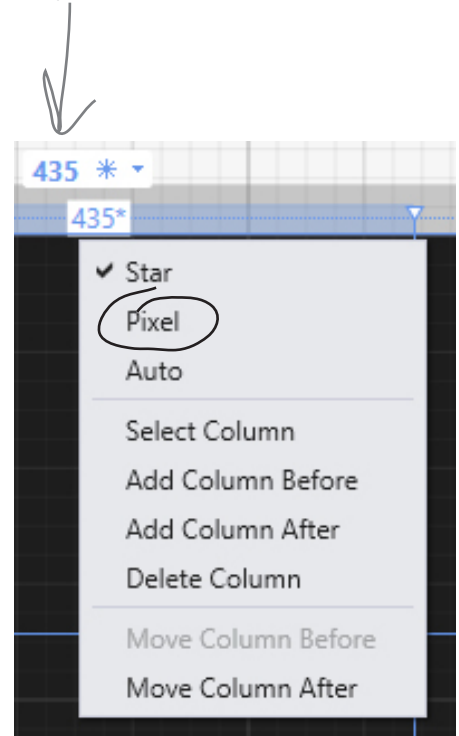 435 *
435*
✔ Star
Pixel
Auto
Select Column
Add Column Before
Add Column After
Delete Column
Move Column Before
Move Column After